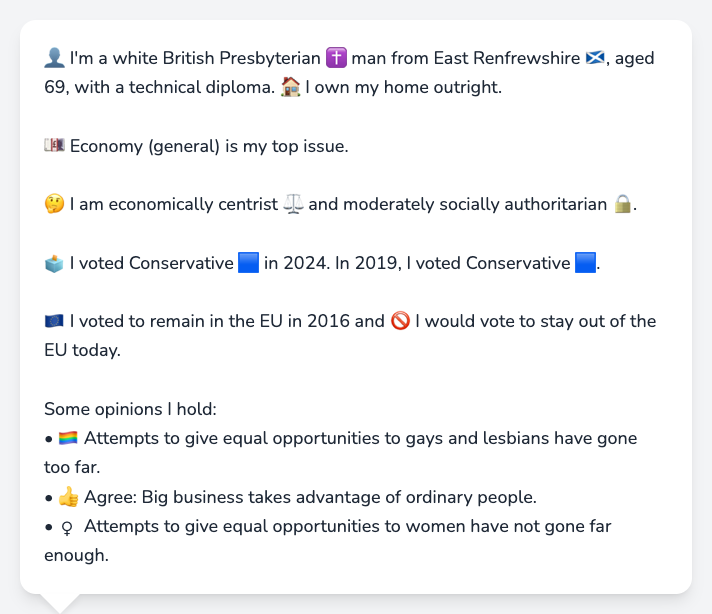 👤 I'm a white British Presbyterian ✝️ man from East Renfrewshire 🏴󠁧󠁢󠁳󠁣󠁴󠁿, aged
69, with a technical diploma. 🏠 I own my home outright.
💷 Economy (general) is my top issue.
🤔 I am economically centrist ⚖️ and moderately socially authoritarian 🔒.
🗳️ I voted Conservative 🟦 in 2024. In 2019, I voted Conservative 🟦.
🇪🇺 I voted to remain in the EU in 2016 and 🚫 I would vote to stay out of the
EU today.
Some opinions I hold:
• 🏳️‍🌈 Attempts to give equal opportunities to gays and lesbians have gone
too far.
• 👍 Agree: Big business takes advantage of ordinary people.
• ♀ Attempts to give equal opportunities to women have not gone far
enough.